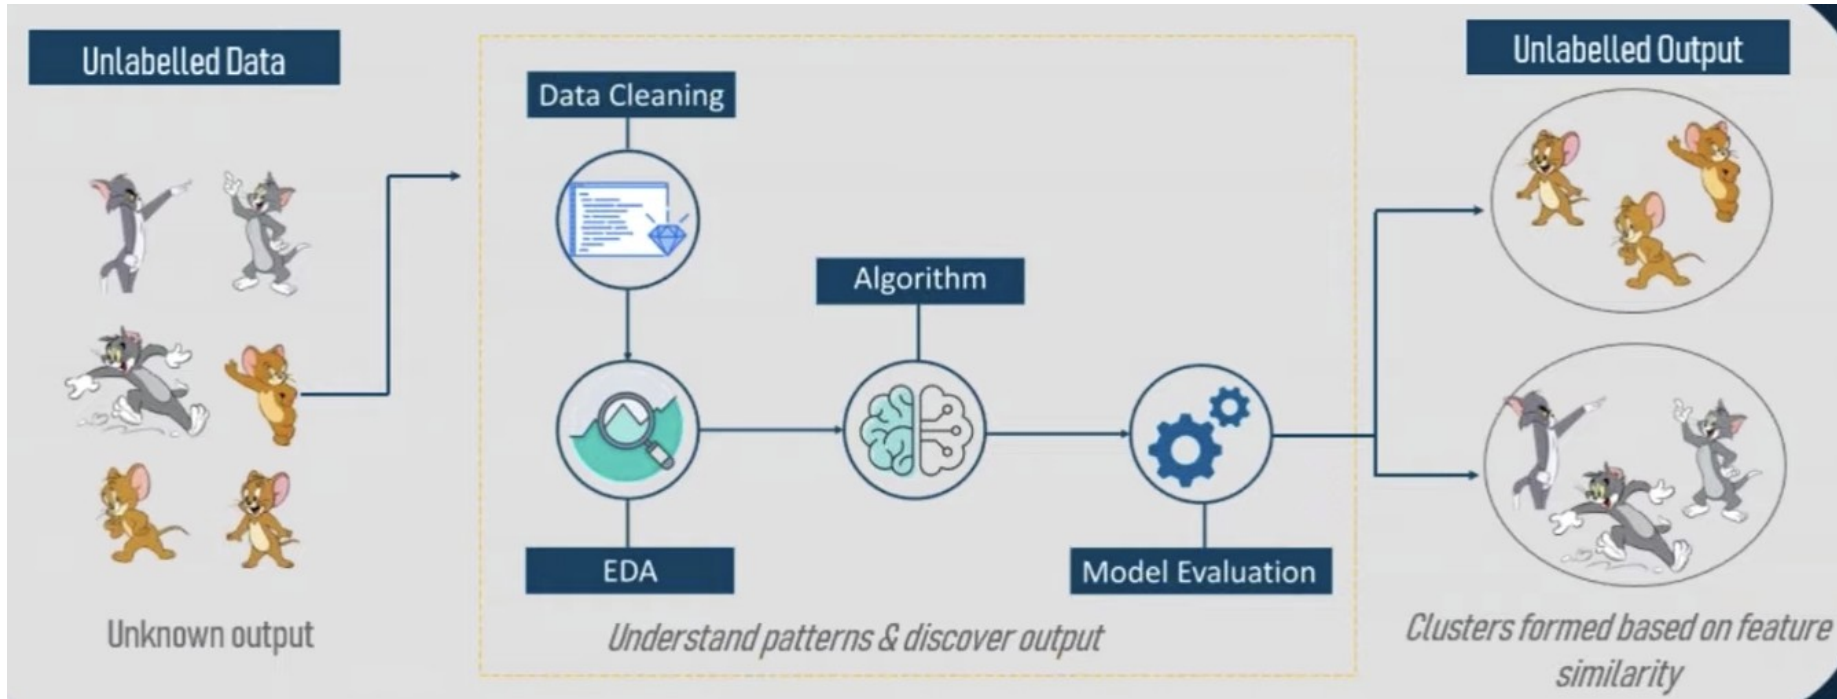 Unlabelled Data
Unlabelled Output
Data Cleaning
Algorithm
EDA
Model Evaluation
Unknown output
Understand patterns & discover output
Clusters formed based on feature
similarity